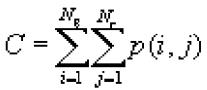 C = \sum_{i=1}^{N_g} \sum_{j=1}^{N_r} p(i, j)